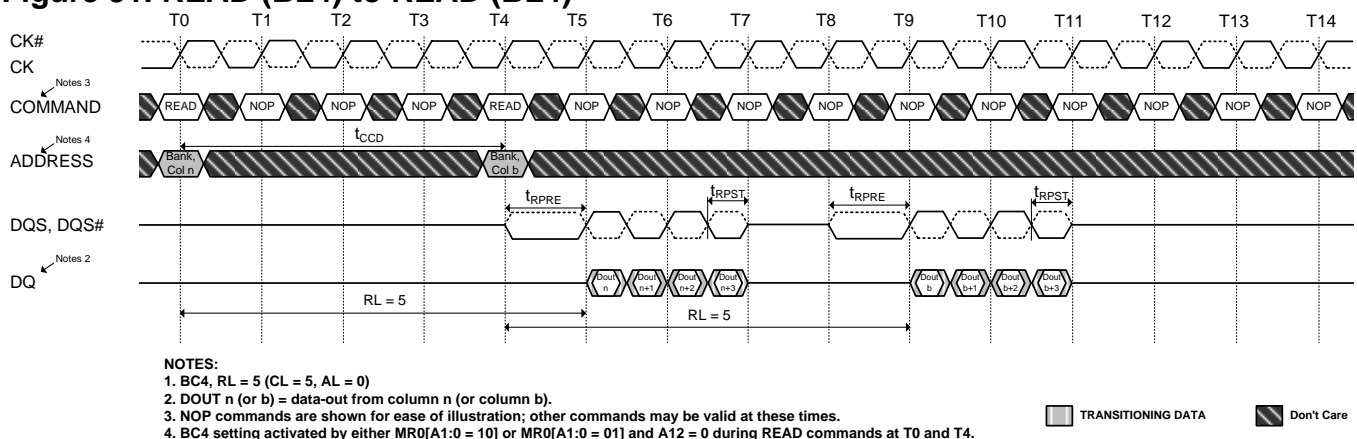 Figure READ to READ
T0 T1 T2 T3 T4 T5 T6 T7 T8 T9 T10 T11 T12 T13 T14
CK#
CK
Notes 3
COMMAND READ NOP NOP NOP READ NOP NOP NOP NOP NOP NOP NOP NOP NOP NOP
tCCD
Notes 4
ADDRESS Bank, Col n Bank, Col b
tRPRE tRPST tRPRE tRPST
DQS, DQS#
Notes 2
DQ Dout n Dout n+1 Dout n+2 Dout n+3 Dout b Dout b+1 Dout b+2 Dout b+3
RL = 5
RL = 5
NOTES:
1. BC4, RL = 5 (CL = 5, AL = 0)
2. DOUT n (or b) = data-out from column n (or column b).
3. NOP commands are shown for ease of illustration; other commands may be valid at these times.
4. BC4 setting activated by either MR0[A1:0 = 10] or MR0[A1:0 = 01] and A12 = 0 during READ commands at T0 and T4.
TRANSITIONING DATA Don't Care